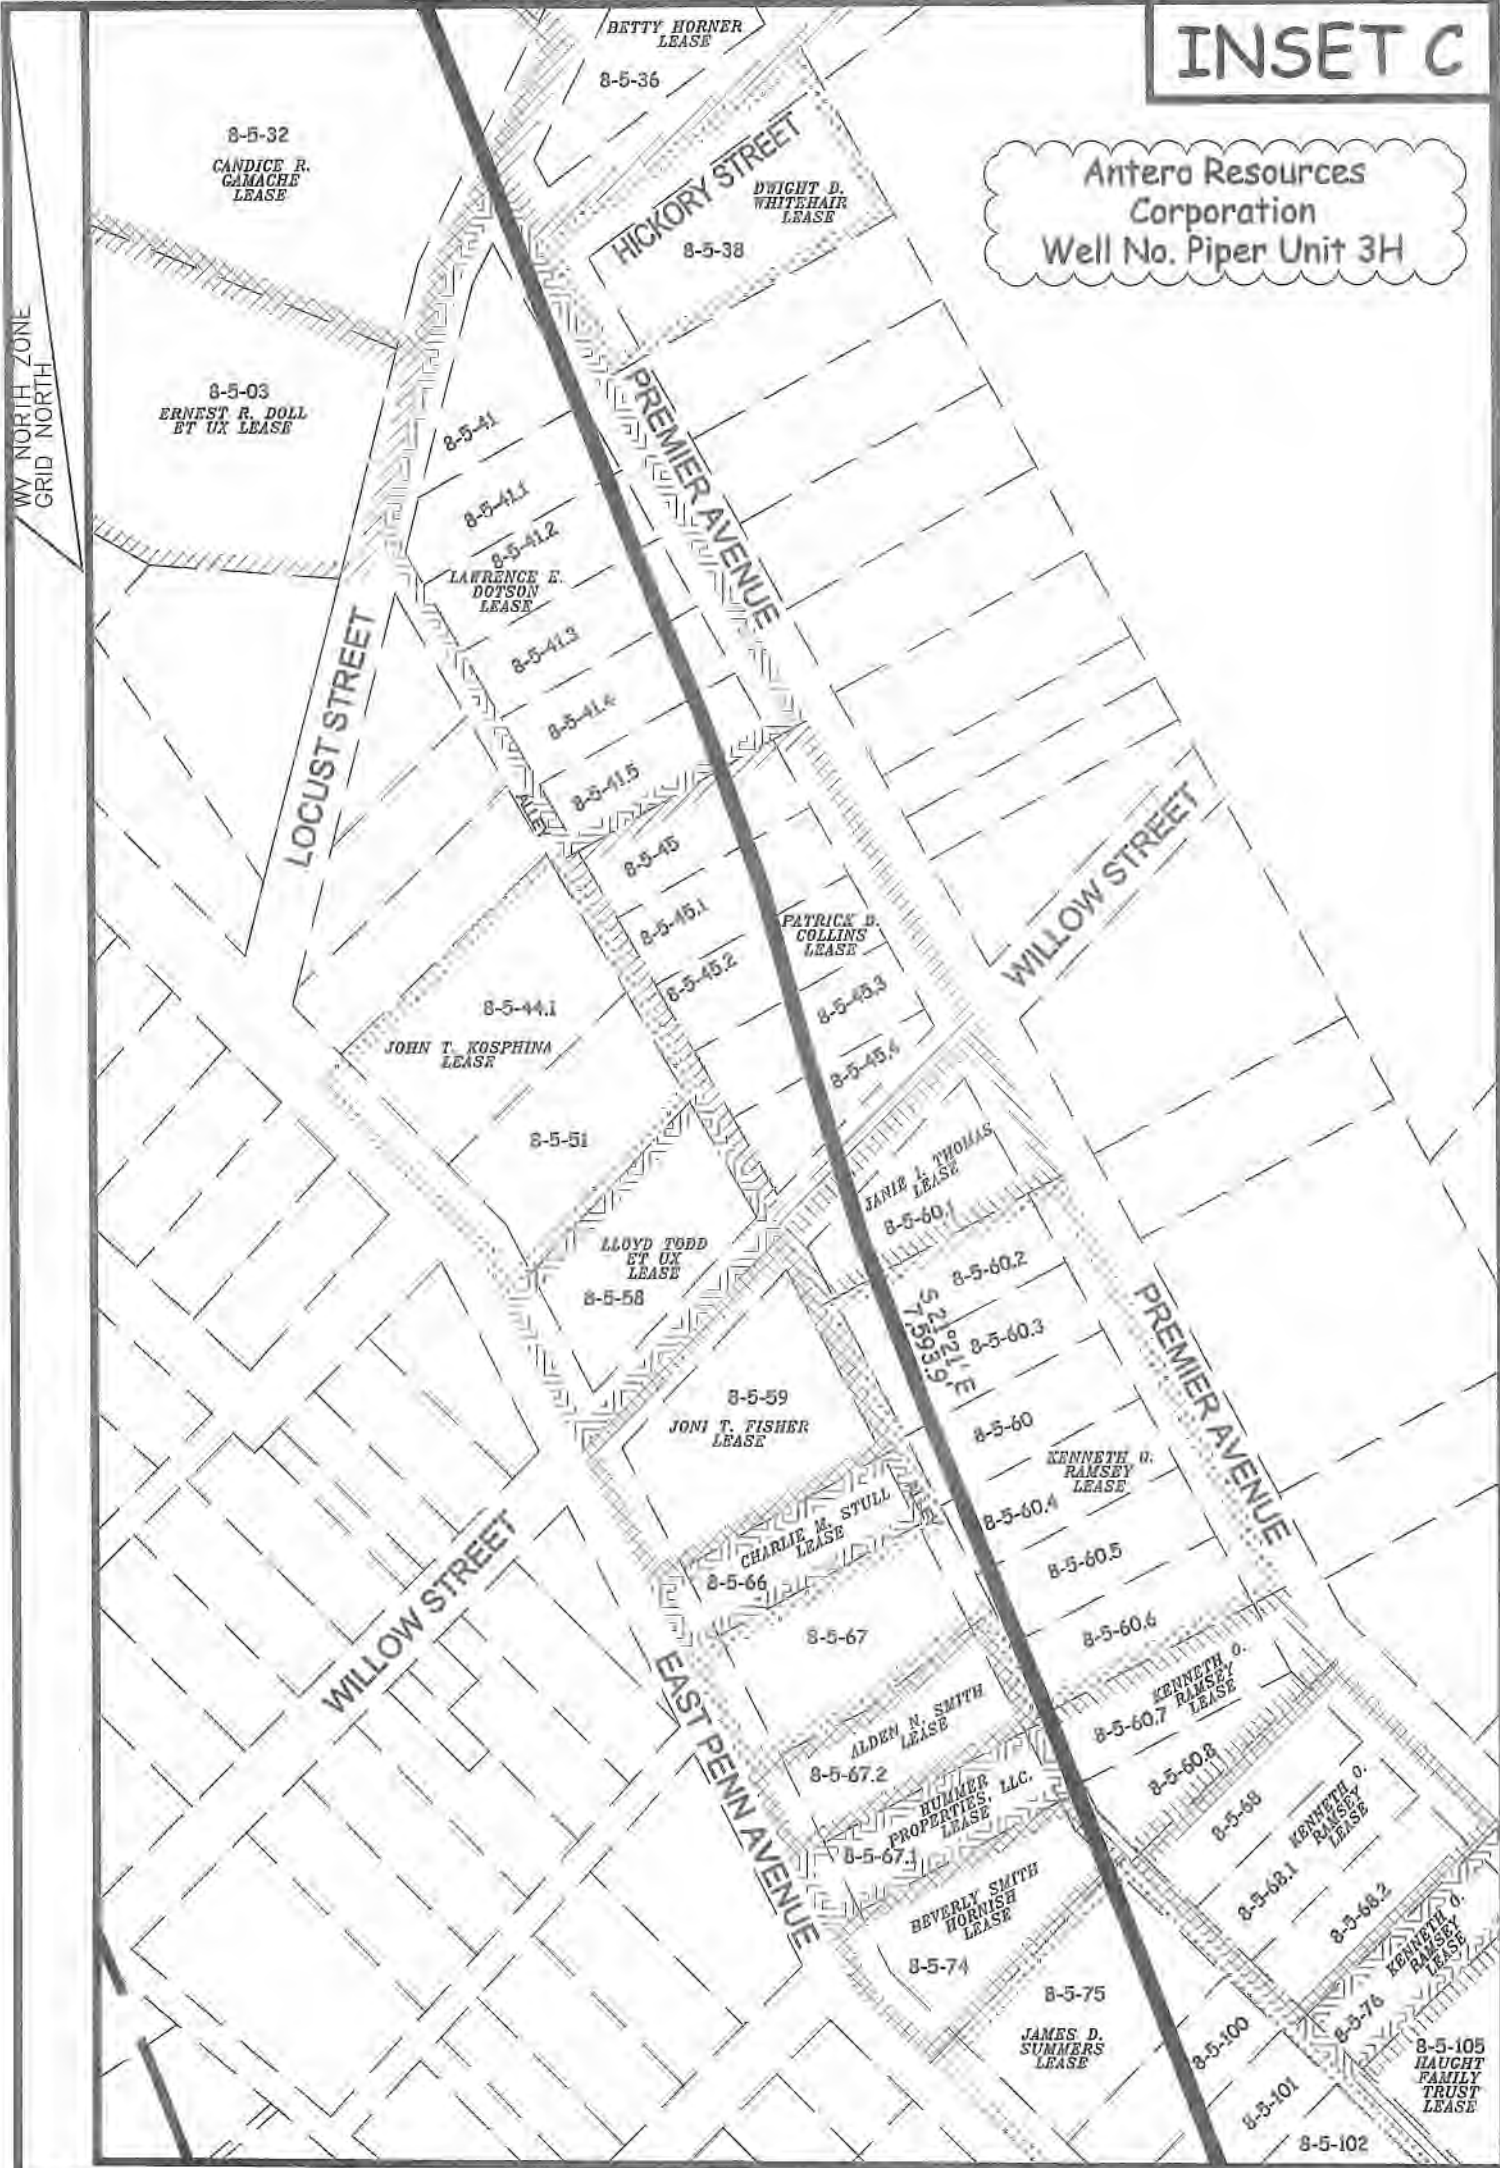 INSET C
Antero Resources
Corporation
Well No. Piper Unit 3H
WV NORTH ZONE
GRID NORTH
BETTY HORNER
LEASE
8-5-36
8-5-32
CANDICE R.
GAMACHE
LEASE
HICKORY STREET
DWIGHT D.
WHITEHAIR
LEASE
8-5-38
8-5-03
ERNEST R. DOLL
ET UX LEASE
PREMIER AVENUE
8-5-41
8-5-41.1
8-5-41.2
LAWRENCE E.
DOTSON
LEASE
8-5-41.3
8-5-41.4
8-5-41.5
LOCUST STREET
ALLEY
8-5-45
8-5-45.1
8-5-45.2
PATRICK D.
COLLINS
LEASE
8-5-45.3
8-5-45.4
WILLOW STREET
8-5-44.1
JOHN T. KOSPHINA
LEASE
8-5-51
JANIE L. THOMAS
LEASE
8-5-60.1
LLOYD TODD
ET UX
LEASE
8-5-58
8-5-60.2
S 21°21' E
7,593.9'
8-5-60.3
PREMIER AVENUE
8-5-59
JONI T. FISHER
LEASE
8-5-60
KENNETH O.
RAMSEY
LEASE
8-5-60.4
8-5-60.5
CHARLIE M. STULL
LEASE
8-5-66
ALLEY
WILLOW STREET
8-5-67
8-5-60.6
EAST PENN AVENUE
KENNETH O.
RAMSEY
LEASE
8-5-60.7
8-5-60.8
ALDEN N. SMITH
LEASE
8-5-67.2
HUMMER
PROPERTIES, LLC.
LEASE
8-5-67.1
8-5-68
KENNETH O.
RAMSEY
LEASE
8-5-68.1
8-5-68.2
BEVERLY SMITH
HORNISH
LEASE
8-5-74
KENNETH O.
RAMSEY
LEASE
8-5-76
8-5-75
JAMES D.
SUMMERS
LEASE
8-5-100
8-5-101
8-5-102
8-5-105
HAUGHT
FAMILY
TRUST
LEASE